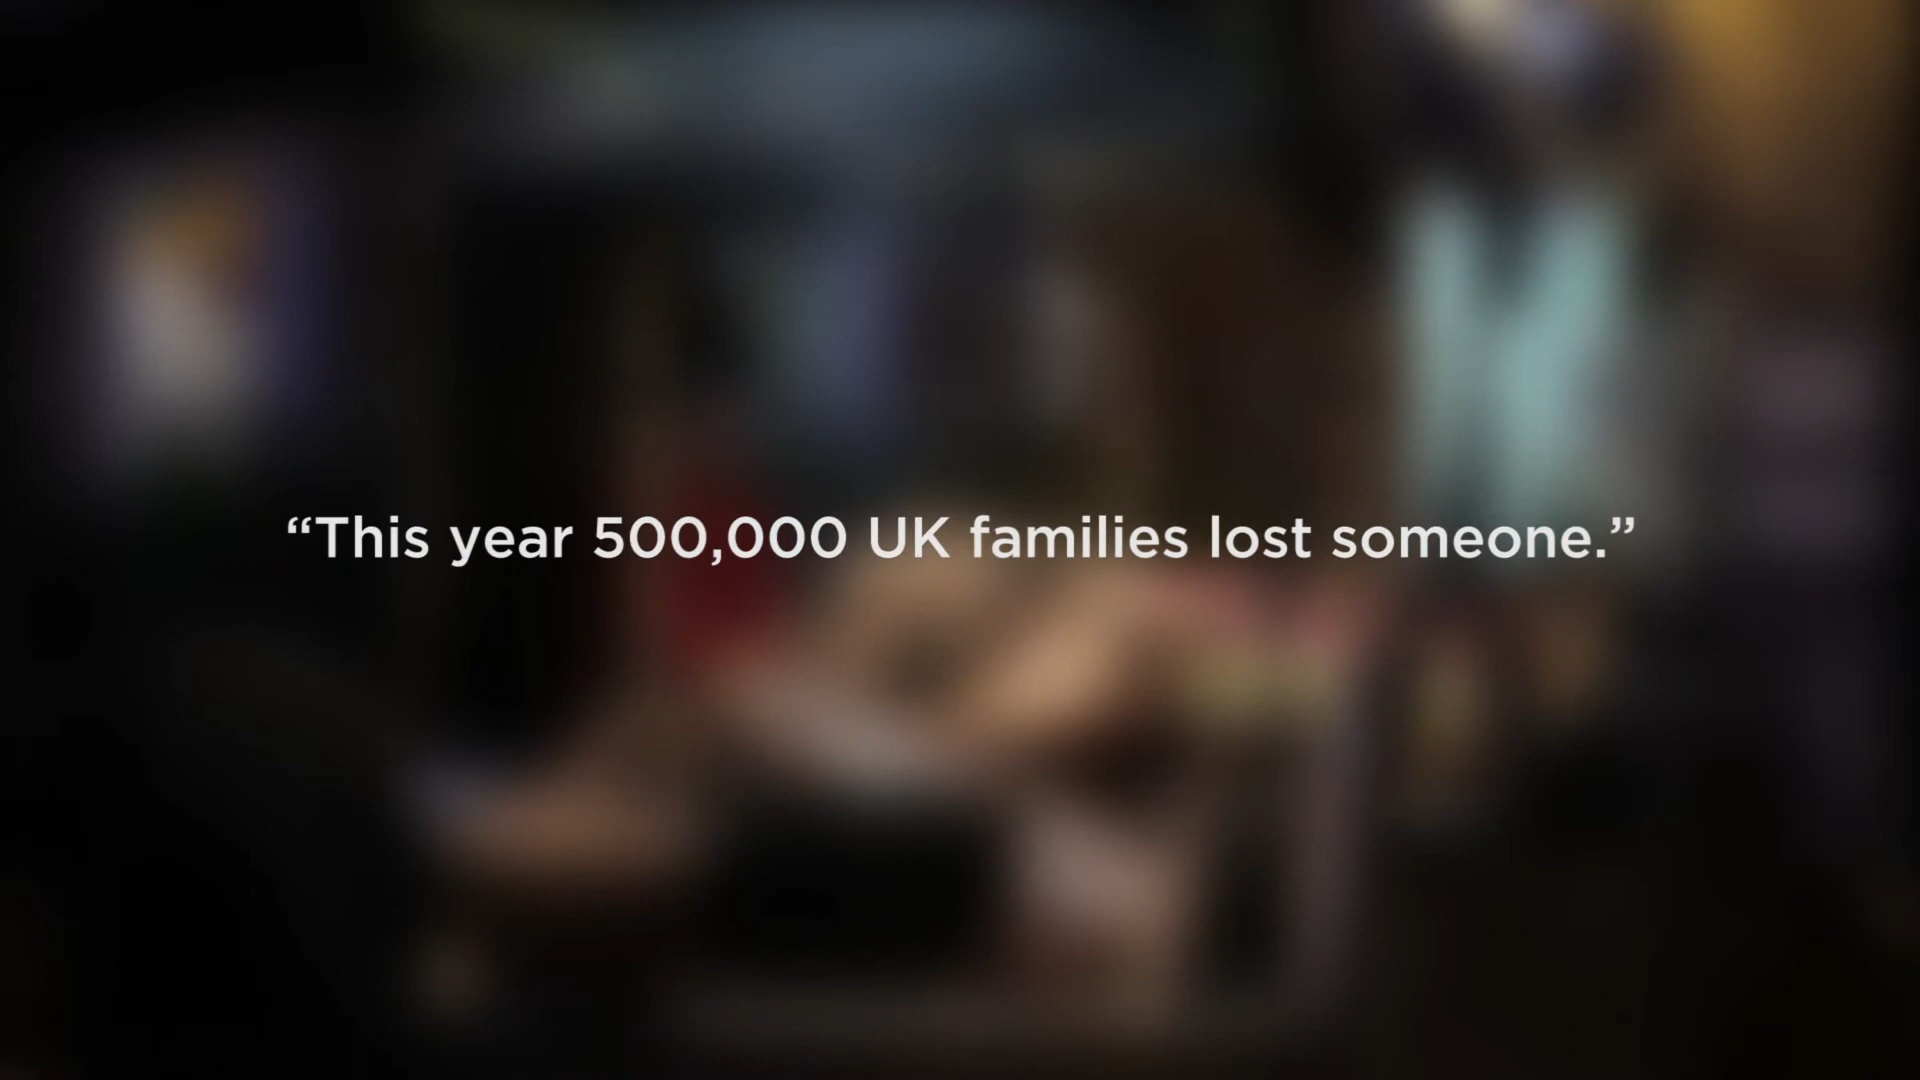 “This year 500,000 UK families lost someone.”